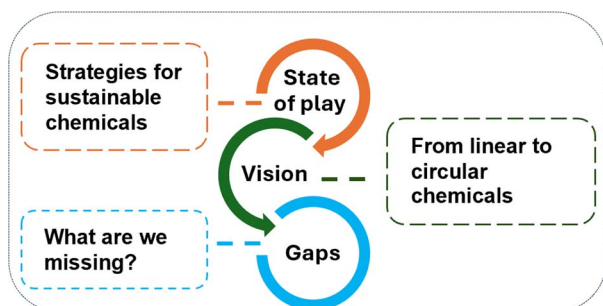 Strategies for
sustainable
chemicals
State
of play
Vision
From linear to
circular
chemicals
What are we
missing?
Gaps